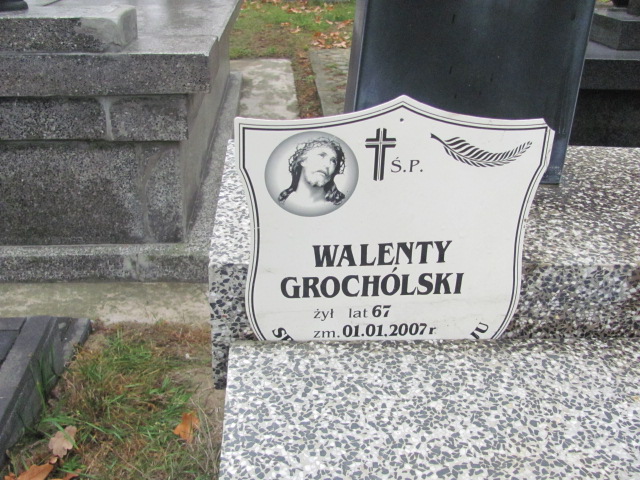 Ś.P.
WALENTY
GROCHÓLSKI
żył lat 67
zm. 01.01.2007 r